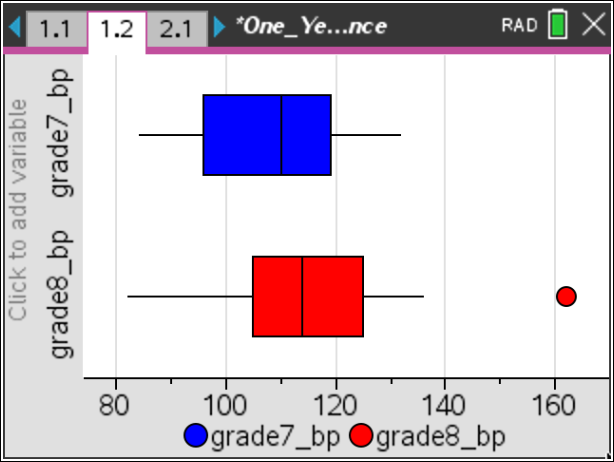 1.1 1.2 2.1 *One_Ye...nce RAD
Click to add variable
grade7_bp
grade8_bp
80 100 120 140 160
grade7_bp grade8_bp